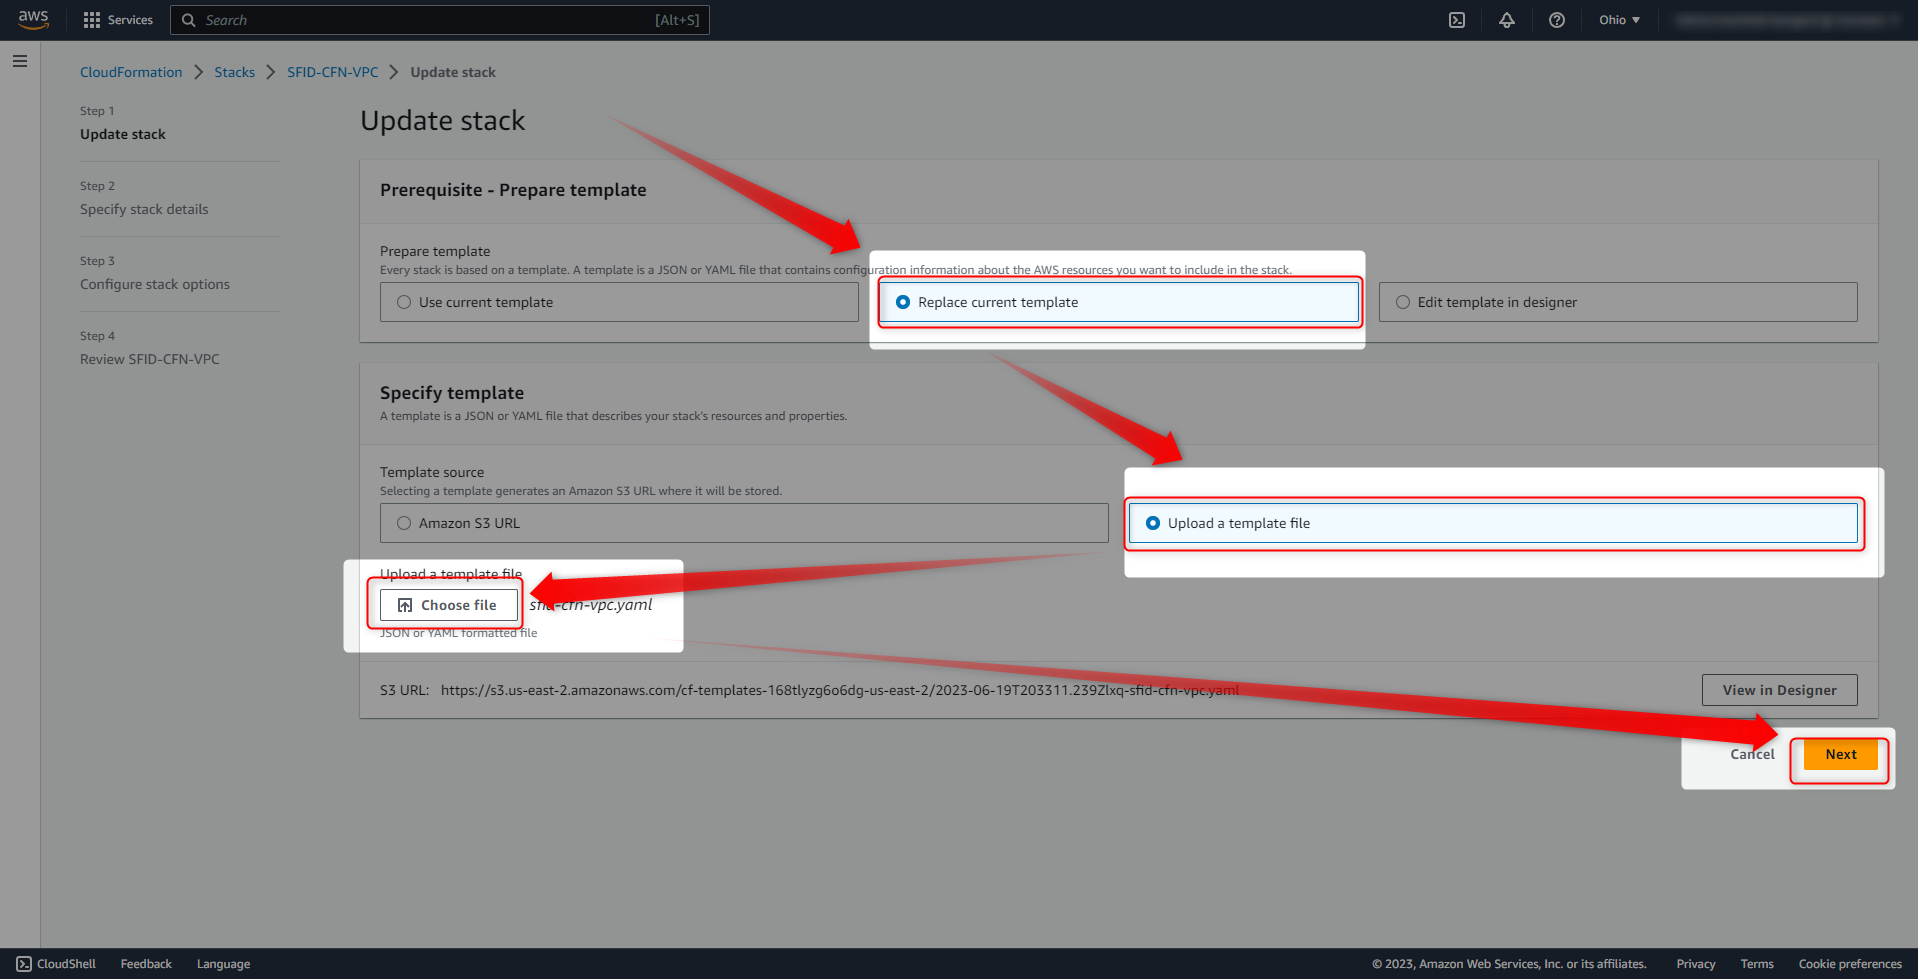 aws
Services
Search
[Alt+S]
Ohio
CloudFormation
Stacks
SFID-CFN-VPC
Update stack
Step 1
Update stack
Step 2
Specify stack details
Step 3
Configure stack options
Step 4
Review SFID-CFN-VPC
Update stack
Prerequisite - Prepare template
Prepare template
Every stack is based on a template. A template is a JSON or YAML file that contains configuration information about the AWS resources you want to include in the stack.
Use current template
Replace current template
Edit template in designer
Specify template
A template is a JSON or YAML file that describes your stack's resources and properties.
Template source
Selecting a template generates an Amazon S3 URL where it will be stored.
Amazon S3 URL
Upload a template file
Upload a template file
Choose file
sfid-cfn-vpc.yaml
JSON or YAML formatted file
S3 URL: https://s3.us-east-2.amazonaws.com/cf-templates-168tlyzg6o6dg-us-east-2/2023-06-19T203311.239Zlxq-sfid-cfn-vpc.yaml
View in Designer
Cancel
Next
CloudShell
Feedback
Language
© 2023, Amazon Web Services, Inc. or its affiliates.
Privacy
Terms
Cookie preferences